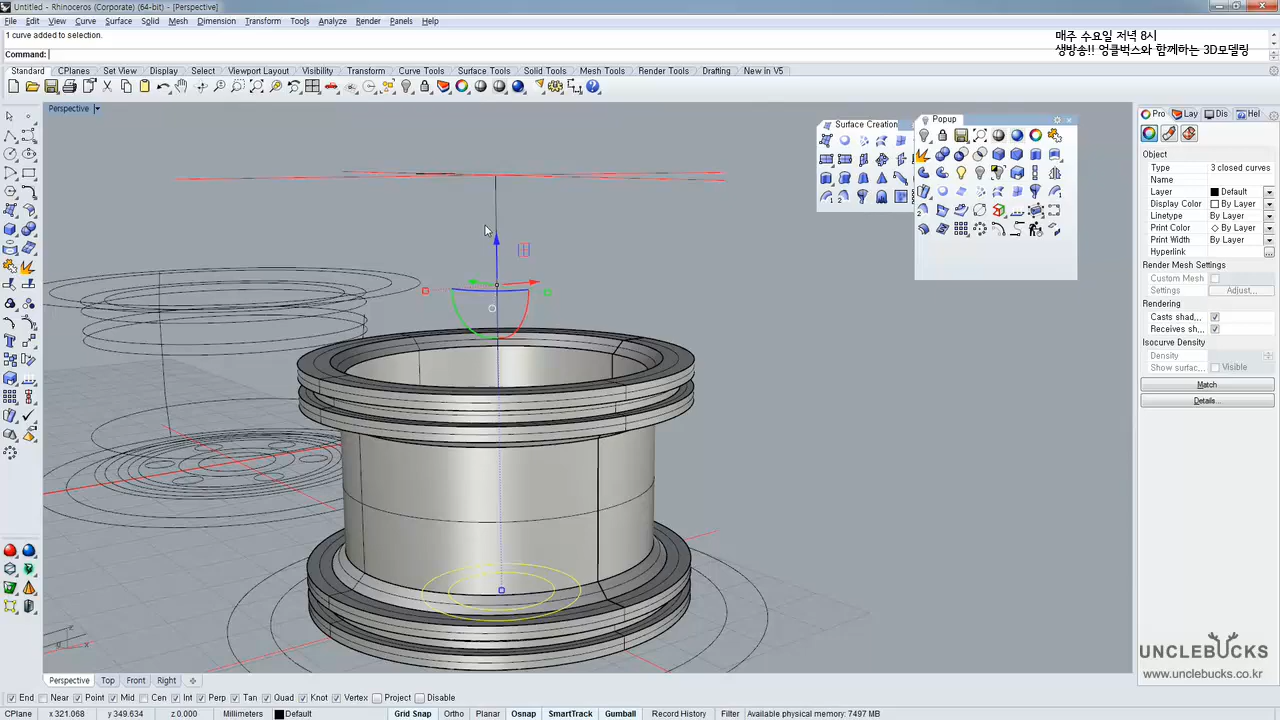 Untitled - Rhinoceros (Corporate) (64-bit) - [Perspective]
File Edit View Curve Surface Solid Mesh Dimension Transform Tools Analyze Render Panels Help
1 curve added to selection.
매주 수요일 저녁 8시
생방송!! 엉클벅스와 함께하는 3D모델링
Command:
Standard CPlanes Set View Display Select Viewport Layout Visibility Transform Curve Tools Surface Tools Solid Tools Mesh Tools Render Tools Drafting New in V5
Perspective
Surface Creation
Popup
Pro Lay Dis Hel
Object
Type 3 closed curves
Name
Layer Default
Display Color By Layer
Linetype By Layer
Print Color By Layer
Print Width By Layer
Hyperlink
Render Mesh Settings
Custom Mesh
Settings Adjust...
Rendering
Casts shad...
Receives sh...
Isocurve Density
Density
Show surfac... Visible
Match
Details...
UNCLEBUCKS
www.unclebucks.co.kr
Perspective Top Front Right
End Near Point Mid Cen Int Perp Tan Quad Knot Vertex Project Disable
CPlane x 321.068 y 349.634 z 0.000 Millimeters Default Grid Snap Ortho Planar Osnap SmartTrack Gumball Record History Filter Available physical memory: 7497 MB